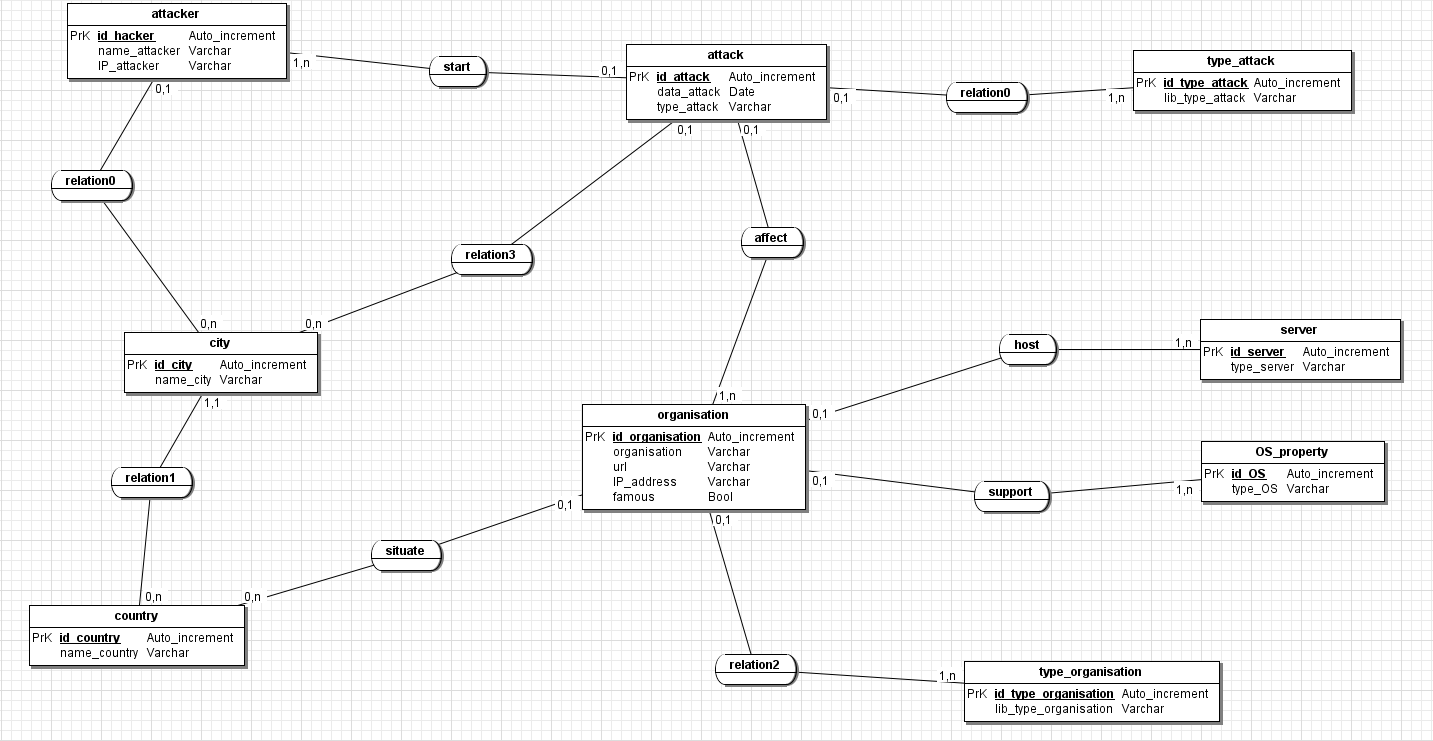 attacker
PrK id_hacker Auto_increment
name_attacker Varchar
IP_attacker Varchar
1,n
start
0,1
attack
PrK id_attack Auto_increment
data_attack Date
type_attack Varchar
0,1
relation0
1,n
type_attack
PrK id_type_attack Auto_increment
lib_type_attack Varchar
0,1
relation0
0,n
0,1
relation3
0,n
0,1
affect
1,n
city
PrK id_city Auto_increment
name_city Varchar
1,1
relation1
0,n
country
PrK id_country Auto_increment
name_country Varchar
0,n
situate
0,1
organisation
PrK id_organisation Auto_increment
organisation Varchar
url Varchar
IP_address Varchar
famous Bool
0,1
host
1,n
server
PrK id_server Auto_increment
type_server Varchar
0,1
support
1,n
OS_property
PrK id_OS Auto_increment
type_OS Varchar
0,1
relation2
1,n
type_organisation
PrK id_type_organisation Auto_increment
lib_type_organisation Varchar